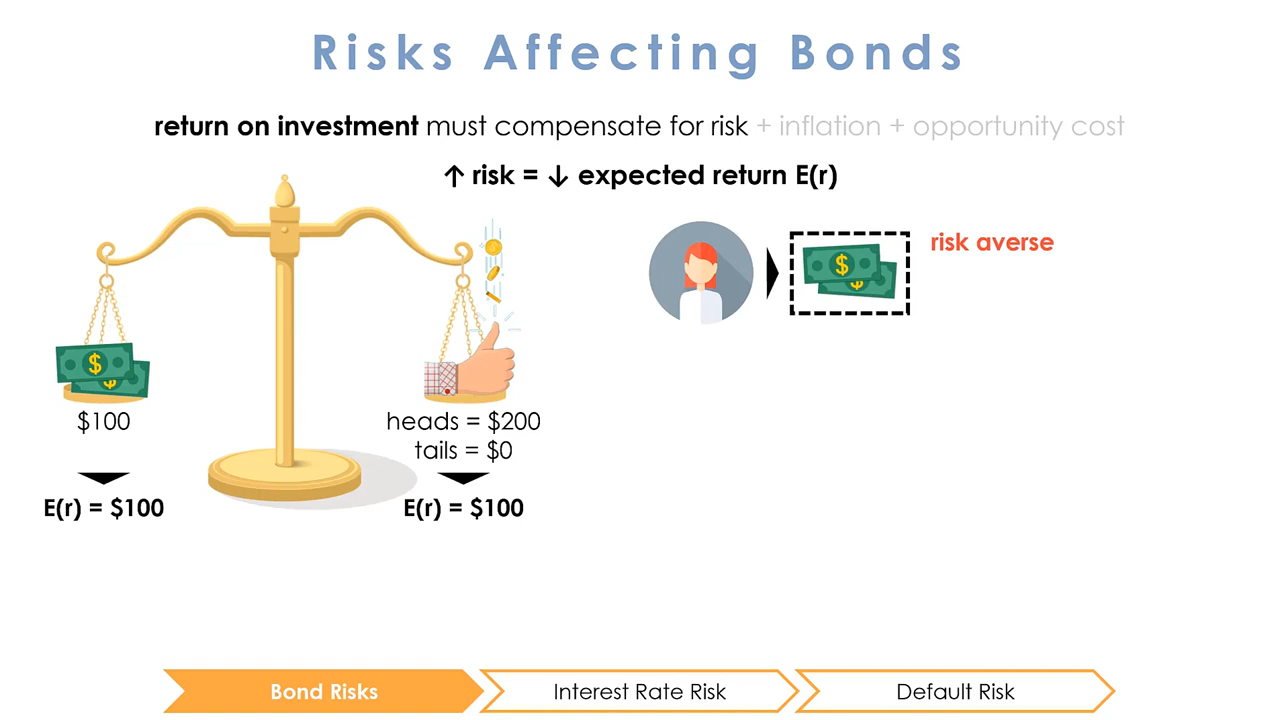 Risks Affecting Bonds
return on investment must compensate for risk + inflation + opportunity cost
↑ risk = ↓ expected return E(r)
risk averse
$ $
$ $
$100
heads = $200
tails = $0
E(r) = $100
E(r) = $100
Bond Risks
Interest Rate Risk
Default Risk